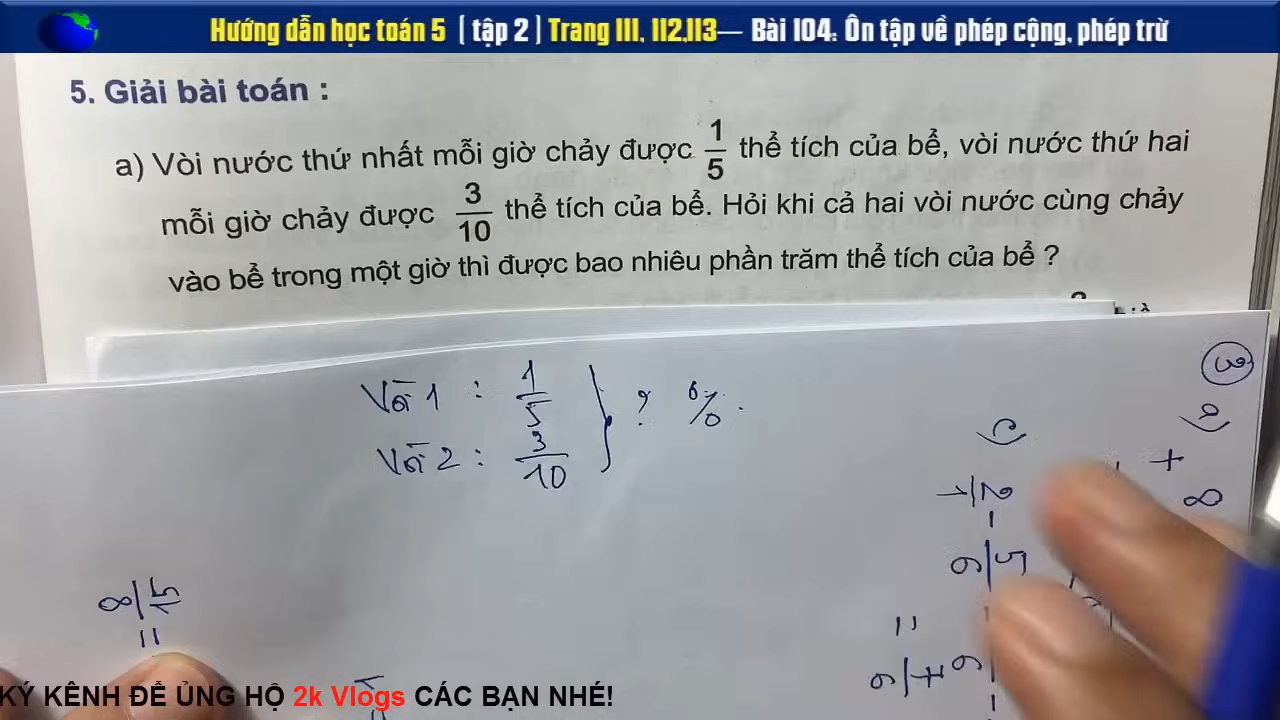 Hướng dẫn học toán 5 ( tập 2 ) Trang 111, 112,113— Bài 104: Ôn tập về phép cộng, phép trừ
5. Giải bài toán :
a) Vòi nước thứ nhất mỗi giờ chảy được 1/5 thể tích của bể, vòi nước thứ hai
mỗi giờ chảy được 3/10 thể tích của bể. Hỏi khi cả hai vòi nước cùng chảy
vào bể trong một giờ thì được bao nhiêu phần trăm thể tích của bể ?
Vòi 1 : 1/5 } ? %
Vòi 2 : 3/10
3
a)
+
8
c)
KÝ KÊNH ĐỂ ỦNG HỘ 2k Vlogs CÁC BẠN NHÉ!